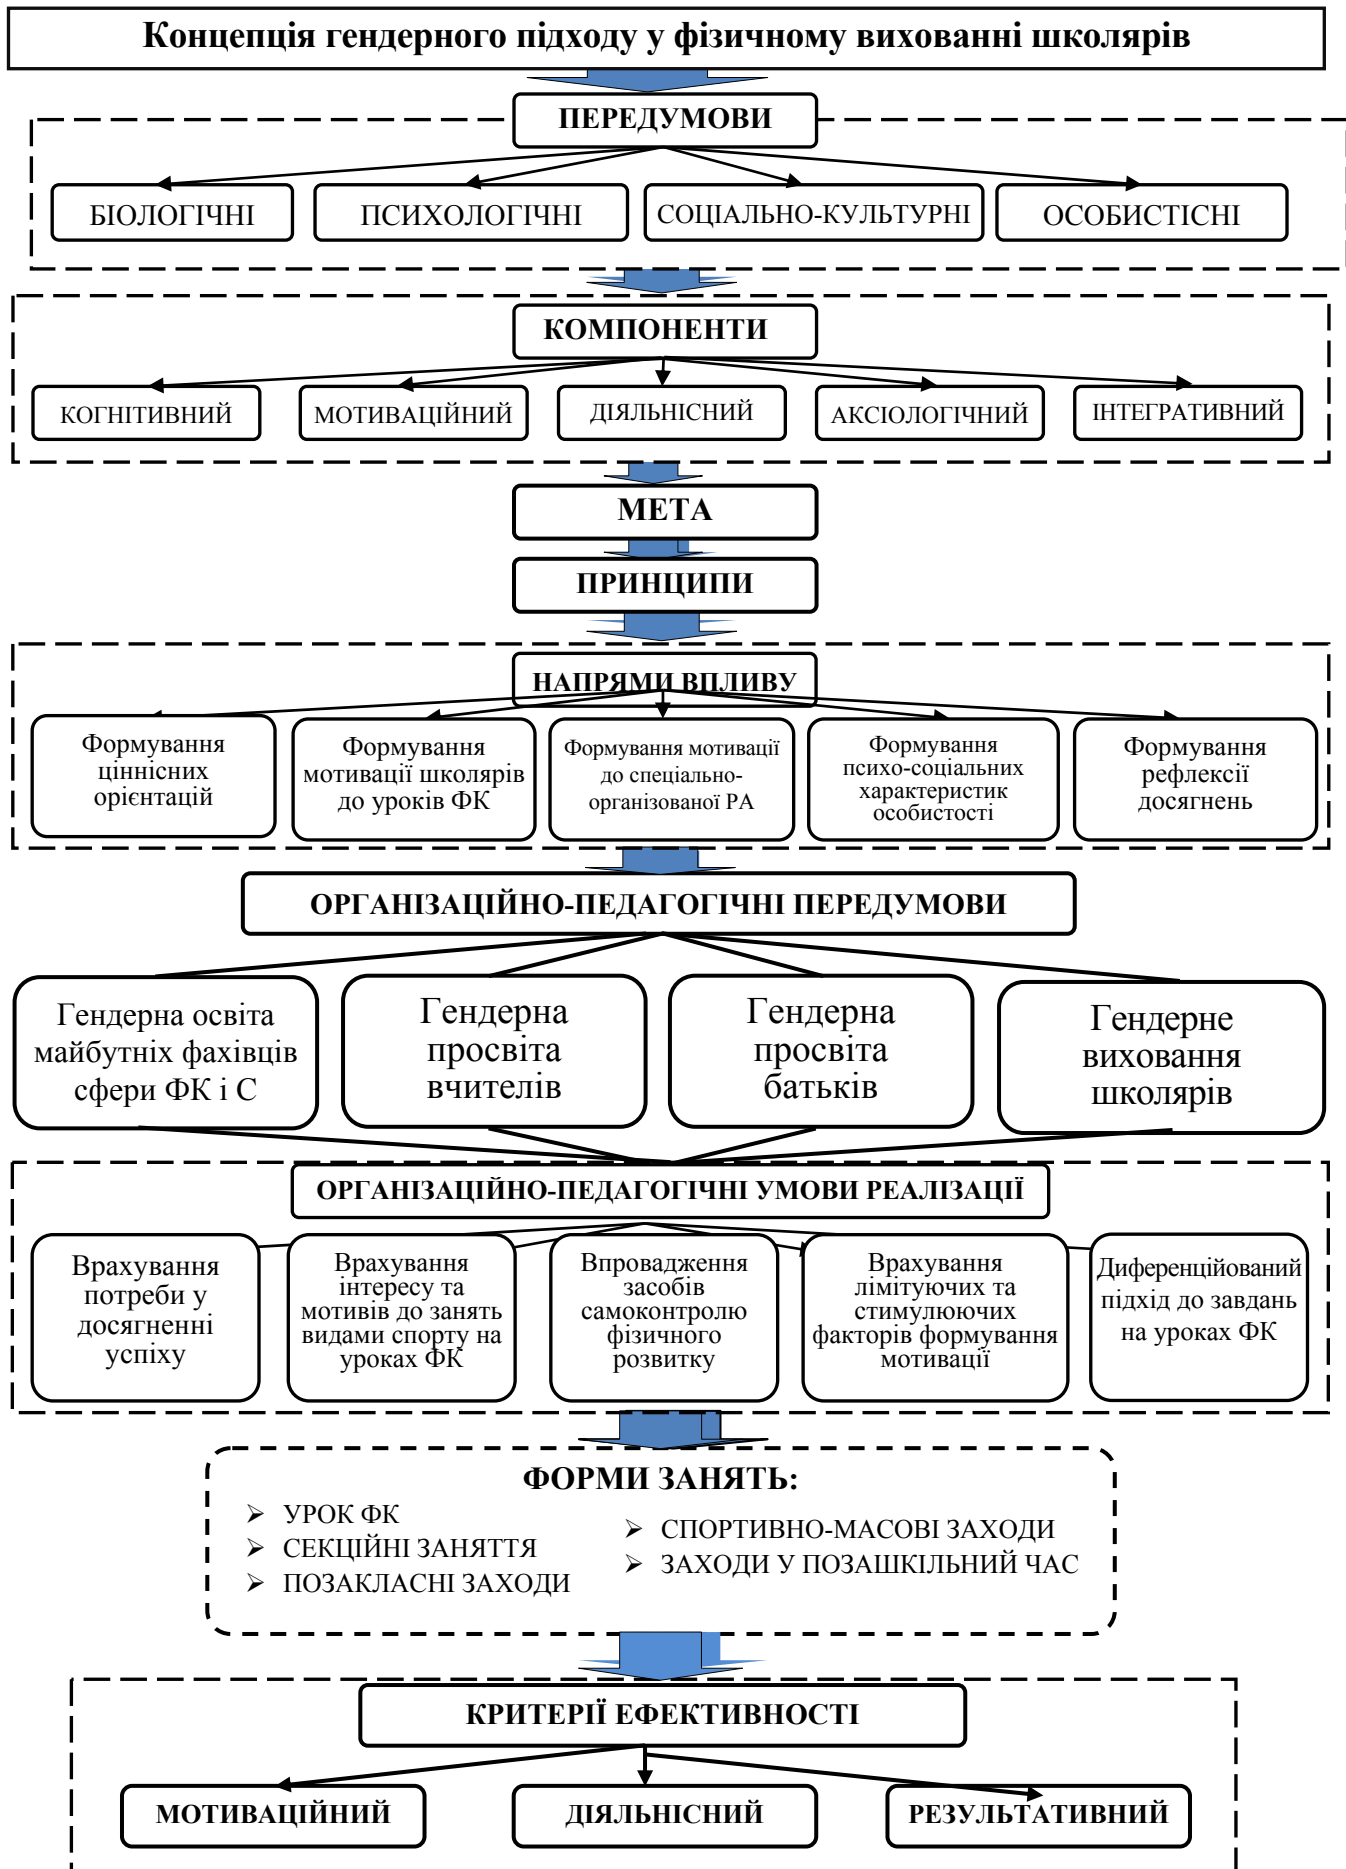 Концепція гендерного підходу у фізичному вихованні школярів
ПЕРЕДУМОВИ
БІОЛОГІЧНІ
ПСИХОЛОГІЧНІ
СОЦІАЛЬНО-КУЛЬТУРНІ
ОСОБИСТІСНІ
КОМПОНЕНТИ
КОГНІТИВНИЙ
МОТИВАЦІЙНИЙ
ДІЯЛЬНІСНИЙ
АКСІОЛОГІЧНИЙ
ІНТЕГРАТИВНИЙ
МЕТА
ПРИНЦИПИ
НАПРЯМИ ВПЛИВУ
Формування
ціннісних
орієнтацій
Формування
мотивації школярів
до уроків ФК
Формування мотивації
до спеціально-
організованої РА
Формування
психо-соціальних
характеристик
особистості
Формування
рефлексії
досягнень
ОРГАНІЗАЦІЙНО-ПЕДАГОГІЧНІ ПЕРЕДУМОВИ
Гендерна освіта
майбутніх фахівців
сфери ФК і С
Гендерна
просвіта
вчителів
Гендерна
просвіта
батьків
Гендерне
виховання
школярів
ОРГАНІЗАЦІЙНО-ПЕДАГОГІЧНІ УМОВИ РЕАЛІЗАЦІЇ
Врахування
потреби у
досягненні
успіху
Врахування
інтересу та
мотивів до занять
видами спорту на
уроках ФК
Впровадження
засобів
самоконтролю
фізичного
розвитку
Врахування
лімітуючих та
стимулюючих
факторів формування
мотивації
Диференційований
підхід до завдань
на уроках ФК
ФОРМИ ЗАНЯТЬ:
➢ УРОК ФК
➢ СЕКЦІЙНІ ЗАНЯТТЯ
➢ ПОЗАКЛАСНІ ЗАХОДИ
➢ СПОРТИВНО-МАСОВІ ЗАХОДИ
➢ ЗАХОДИ У ПОЗАШКІЛЬНИЙ ЧАС
КРИТЕРІЇ ЕФЕКТИВНОСТІ
МОТИВАЦІЙНИЙ
ДІЯЛЬНІСНИЙ
РЕЗУЛЬТАТИВНИЙ